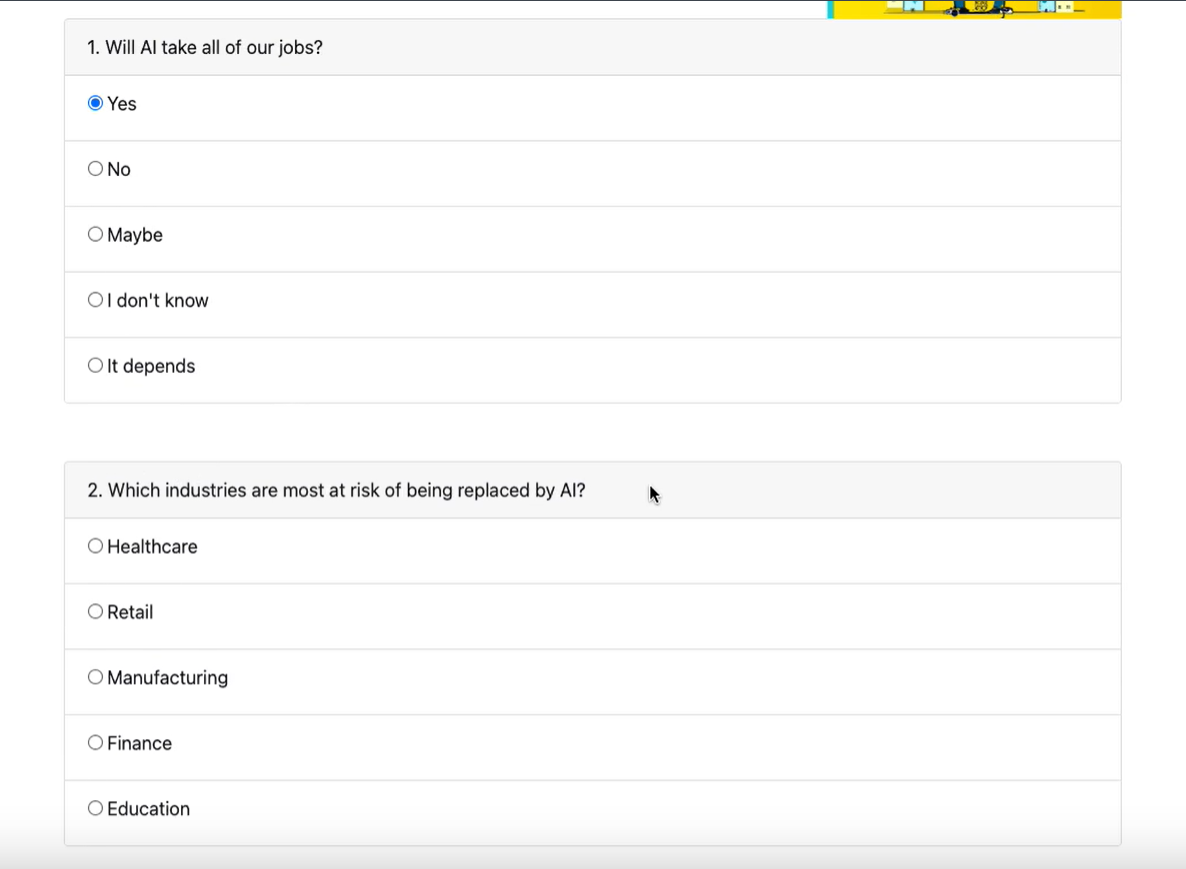 1. Will AI take all of our jobs?
Yes
No
Maybe
I don't know
It depends
2. Which industries are most at risk of being replaced by AI?
Healthcare
Retail
Manufacturing
Finance
Education